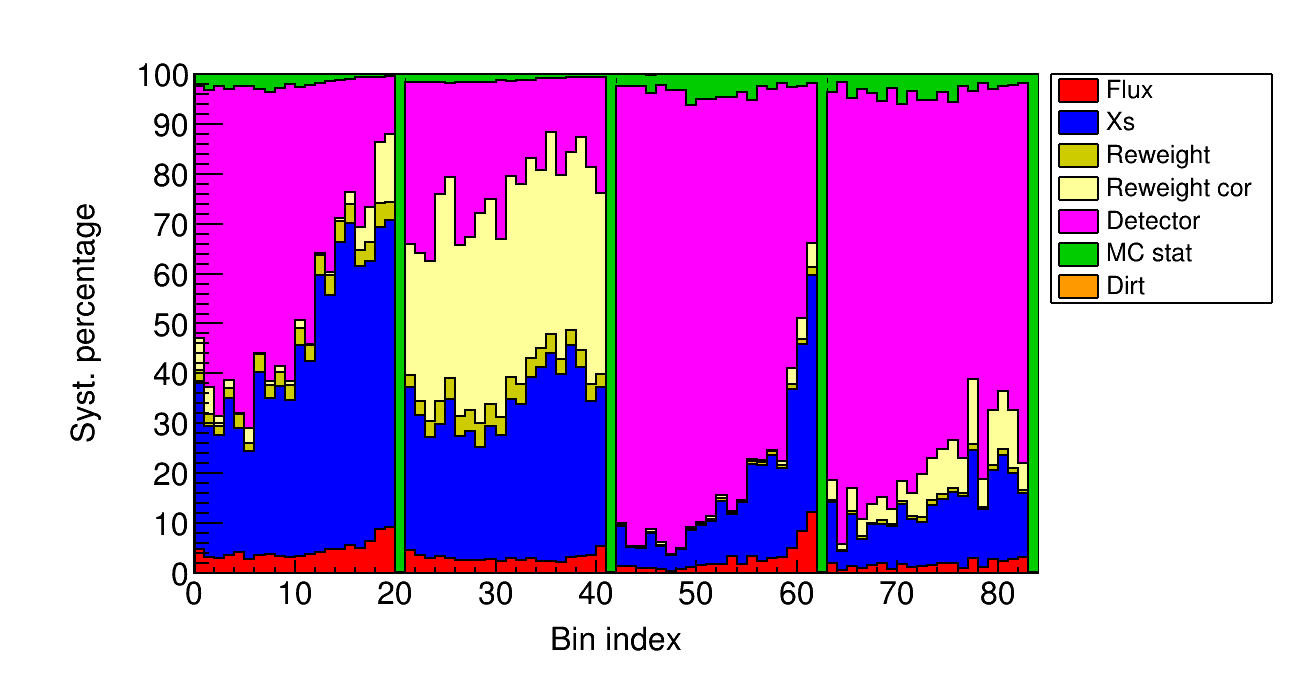 Syst. percentage
100
90
80
70
60
50
40
30
20
10
0
0 10 20 30 40 50 60 70 80
Bin index
Flux
Xs
Reweight
Reweight cor
Detector
MC stat
Dirt